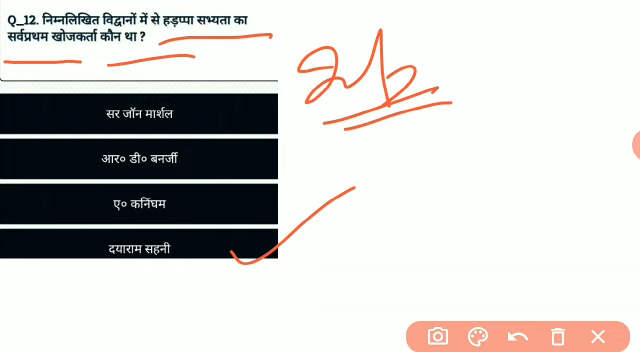 Q_12. निम्नलिखित विद्वानों में से हड़प्पा सभ्यता का
सर्वप्रथम खोजकर्ता कौन था ?
सर जॉन मार्शल
आर० डी० बनर्जी
ए० कनिंघम
दयाराम सहनी